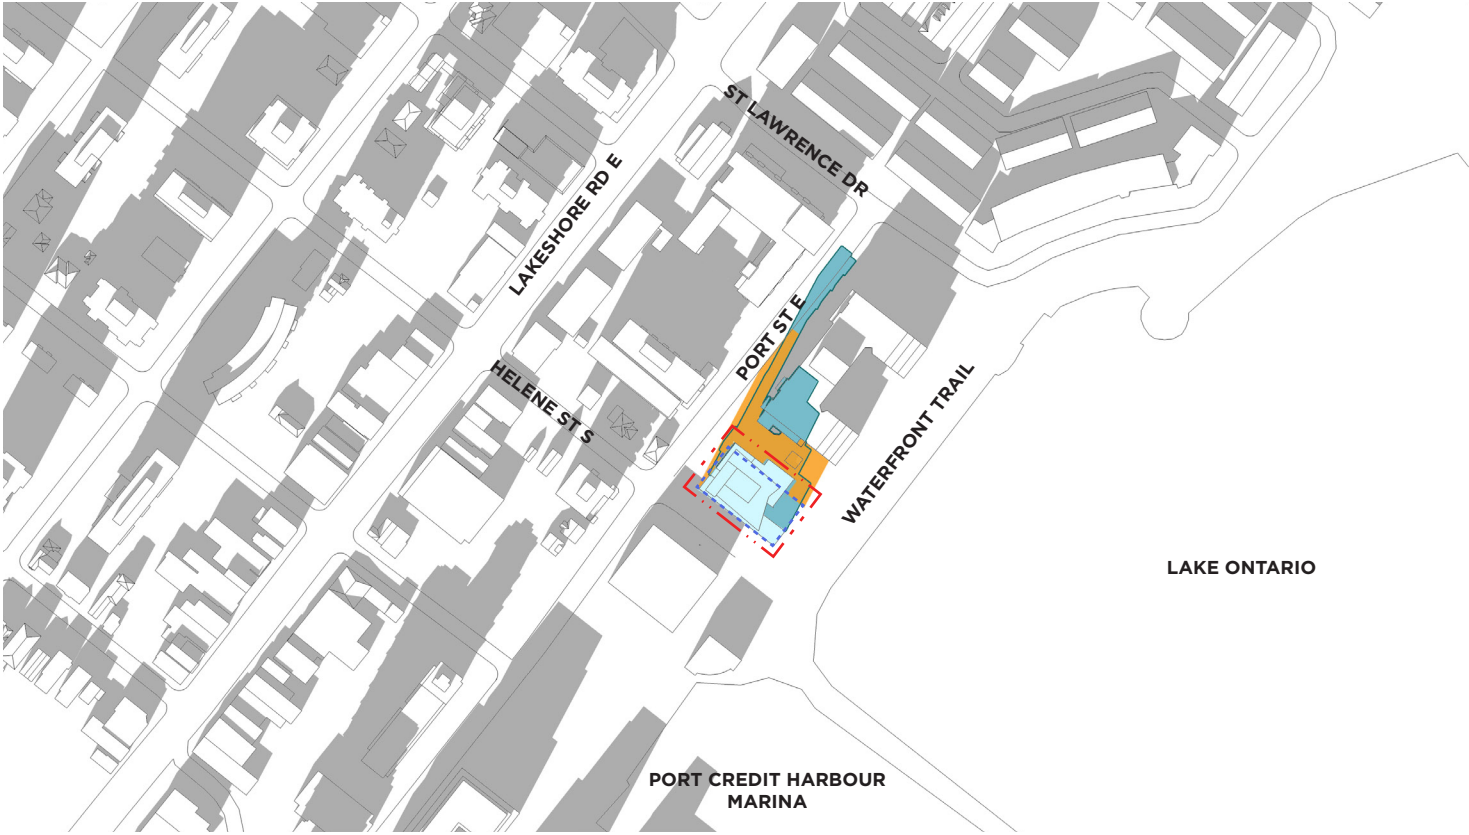 ST LAWRENCE DR
LAKESHORE RD E
PORT ST E
HELENE ST S
WATERFRONT TRAIL
LAKE ONTARIO
PORT CREDIT HARBOUR
MARINA